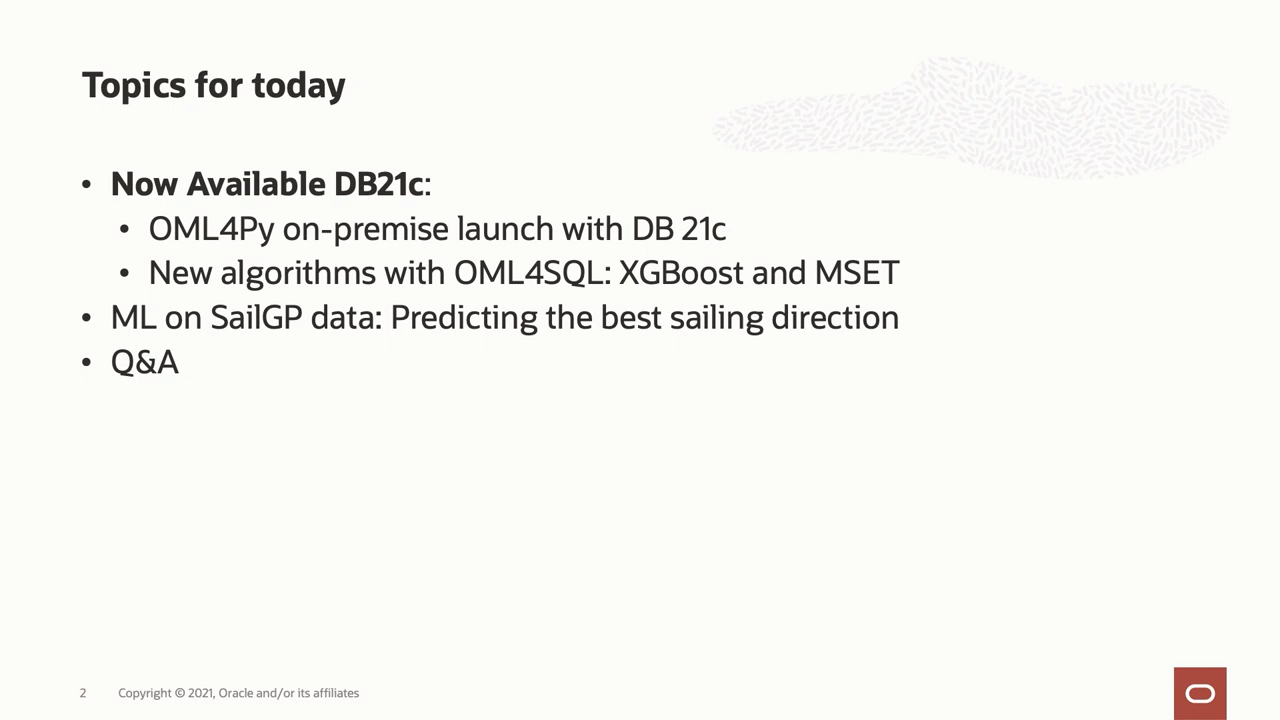 Topics for today
• Now Available DB21c:
• OML4Py on-premise launch with DB 21c
• New algorithms with OML4SQL: XGBoost and MSET
• ML on SailGP data: Predicting the best sailing direction
• Q&A
2 Copyright © 2021, Oracle and/or its affiliates